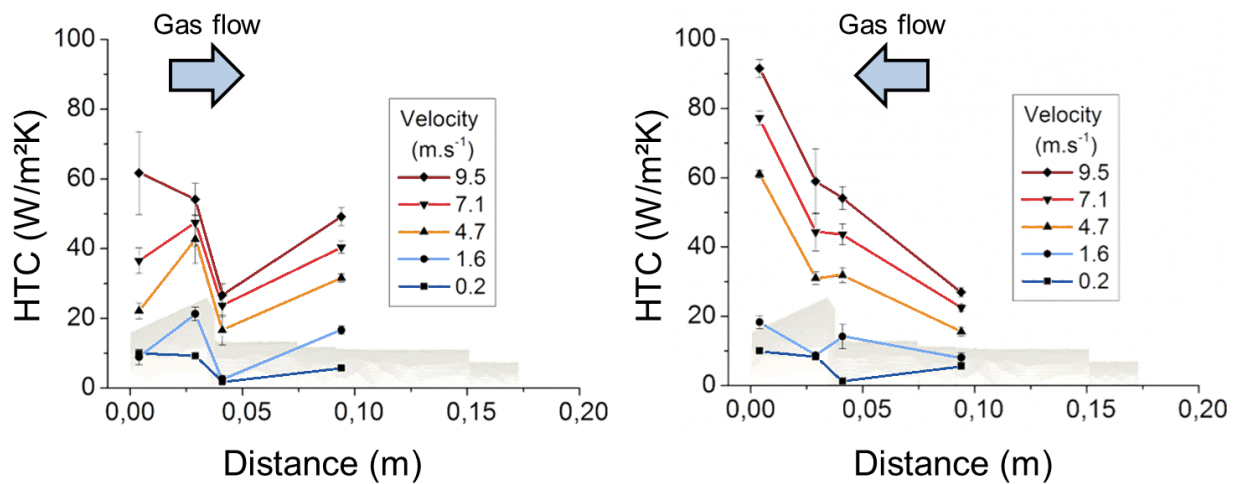 Gas flow
100
80
60
40
20
0
HTC (W/m²K)
Velocity
(m.s⁻¹)
9.5
7.1
4.7
1.6
0.2
0,00 0,05 0,10 0,15 0,20
Distance (m)
Gas flow
100
80
60
40
20
0
HTC (W/m²K)
Velocity
(m.s⁻¹)
9.5
7.1
4.7
1.6
0.2
0,00 0,05 0,10 0,15 0,20
Distance (m)